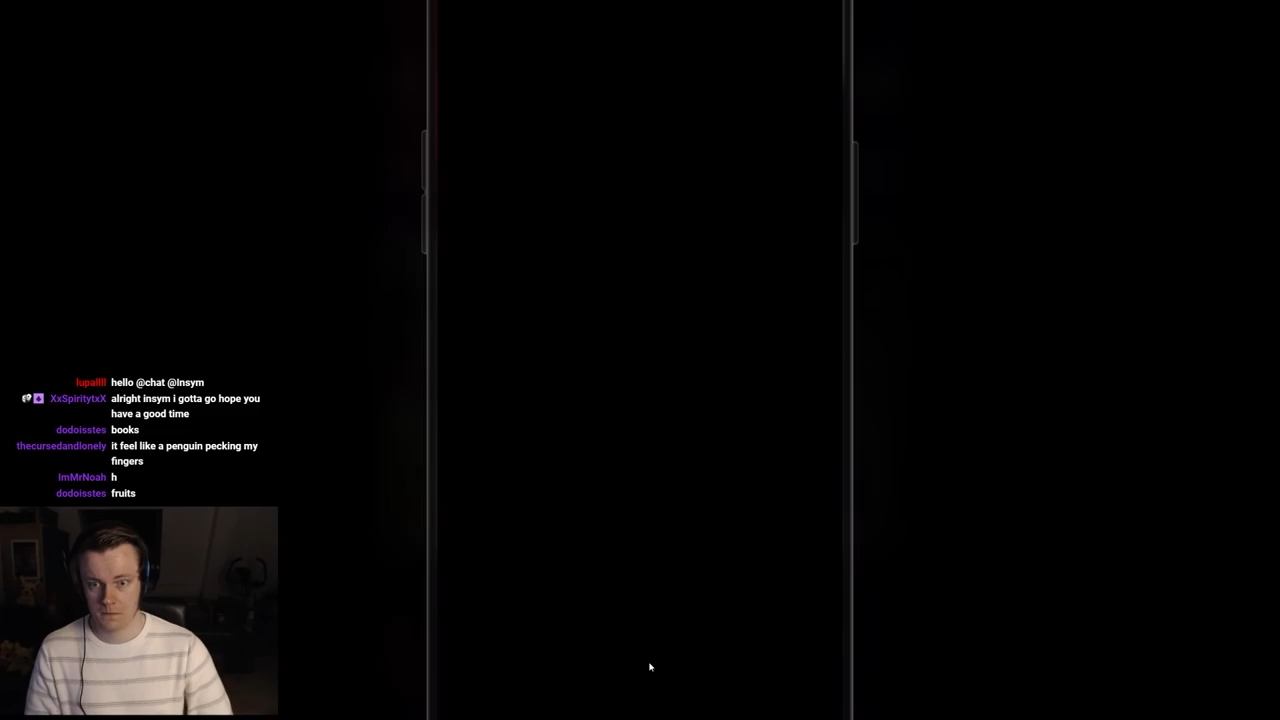 lupallll hello @chat @Insym
XxSpiritytxX alright insym i gotta go hope you
have a good time
dodoisstes books
thecursedandlonely it feel like a penguin pecking my
fingers
ImMrNoah h
dodoisstes fruits